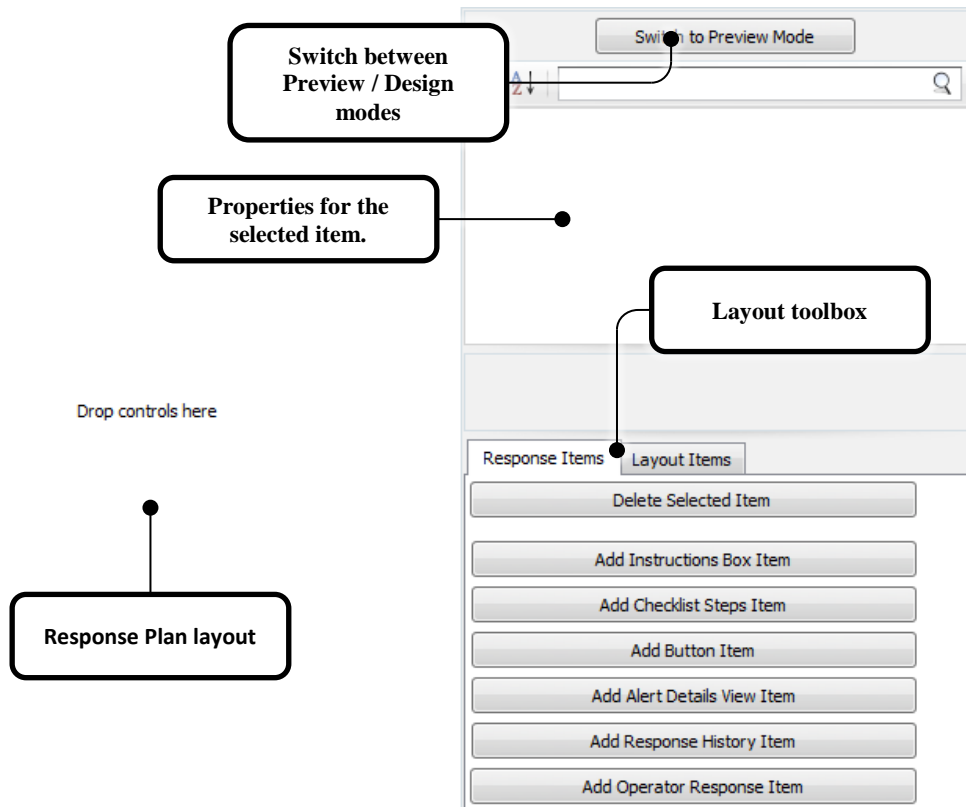 Switch to Preview Mode
Switch between
Preview / Design
modes
Properties for the
selected item.
Layout toolbox
Drop controls here
Response Items
Layout Items
Delete Selected Item
Add Instructions Box Item
Add Checklist Steps Item
Response Plan layout
Add Button Item
Add Alert Details View Item
Add Response History Item
Add Operator Response Item